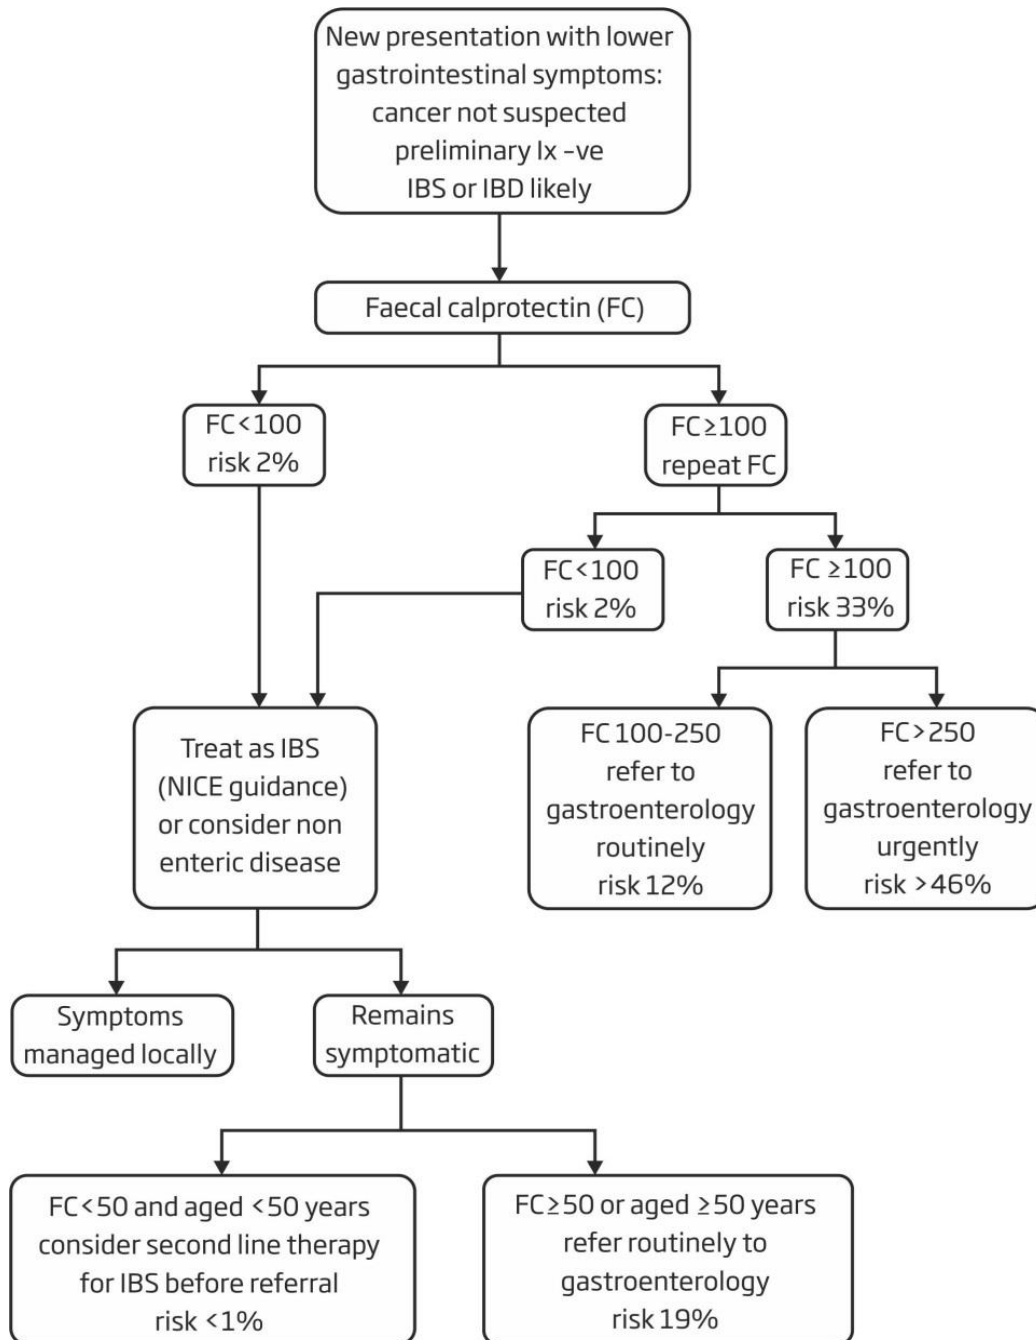 New presentation with lower
gastrointestinal symptoms:
cancer not suspected
preliminary Ix –ve
IBS or IBD likely
Faecal calprotectin (FC)
FC<100
risk 2%
FC≥100
repeat FC
FC<100
risk 2%
FC ≥100
risk 33%
Treat as IBS
(NICE guidance)
or consider non
enteric disease
FC 100-250
refer to
gastroenterology
routinely
risk 12%
FC>250
refer to
gastroenterology
urgently
risk >46%
Symptoms
managed locally
Remains
symptomatic
FC<50 and aged <50 years
consider second line therapy
for IBS before referral
risk <1%
FC≥50 or aged ≥50 years
refer routinely to
gastroenterology
risk 19%